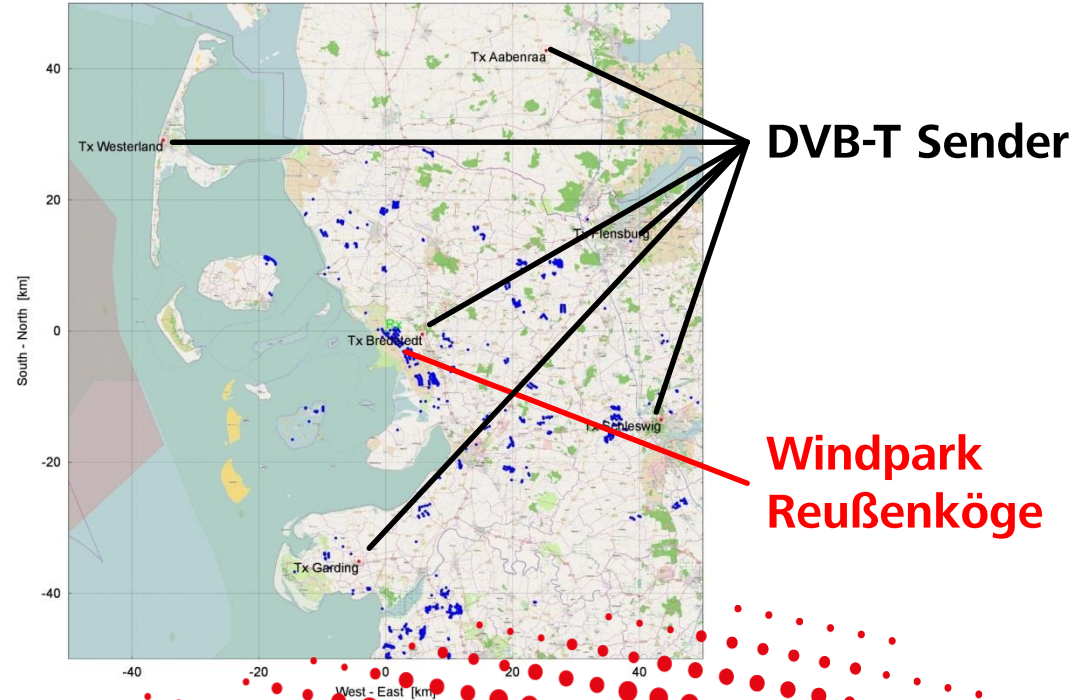 Tx Aabenraa
40
DVB-T Sender
Tx Westerland
20
Tx Flensburg
South - North [km]
0
Rx
Tx Bredstedt
Tx Schleswig
-20
Windpark
Reußenköge
Tx Garding
-40
-40
-20
0
20
40
West - East [km]